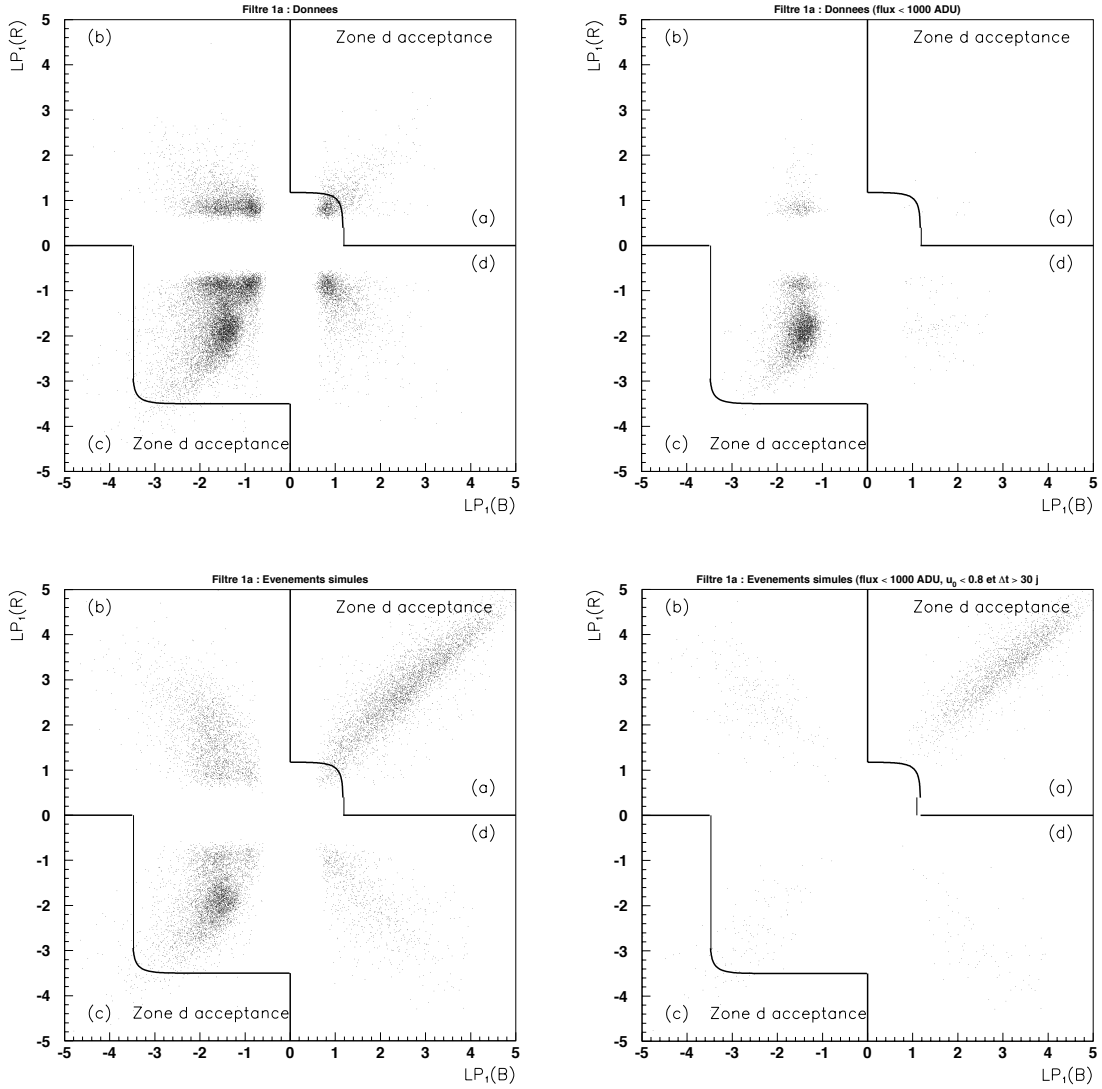 Filtre 1a : Donnees
LP₁(R)
(b)
Zone d acceptance
(a)
(d)
(c) Zone d acceptance
5
4
3
2
1
0
-1
-2
-3
-4
-5
-5 -4 -3 -2 -1 0 1 2 3 4 5
LP₁(B)
Filtre 1a : Donnees (flux < 1000 ADU)
LP₁(R)
(b)
Zone d acceptance
(a)
(d)
(c) Zone d acceptance
5
4
3
2
1
0
-1
-2
-3
-4
-5
-5 -4 -3 -2 -1 0 1 2 3 4 5
LP₁(B)
Filtre 1a : Evenements simules
LP₁(R)
(b)
Zone d acceptance
(a)
(d)
(c) Zone d acceptance
5
4
3
2
1
0
-1
-2
-3
-4
-5
-5 -4 -3 -2 -1 0 1 2 3 4 5
LP₁(B)
Filtre 1a : Evenements simules (flux < 1000 ADU, u₀ < 0.8 et Δt > 30 j
LP₁(R)
(b)
Zone d acceptance
(a)
(d)
(c) Zone d acceptance
5
4
3
2
1
0
-1
-2
-3
-4
-5
-5 -4 -3 -2 -1 0 1 2 3 4 5
LP₁(B)